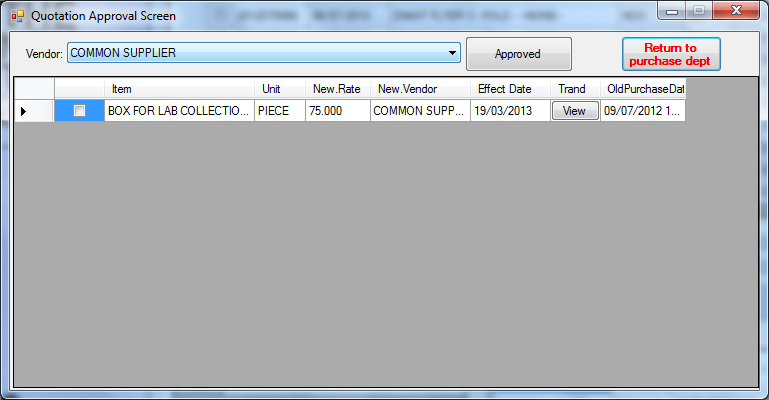 Quotation Approval Screen
Vendor: COMMON SUPPLIER Approved Return to
purchase dept
Item Unit New.Rate New.Vendor Effect Date Trand OldPurchaseDat
BOX FOR LAB COLLECTIO... PIECE 75.000 COMMON SUPP... 19/03/2013 View 09/07/2012 1...